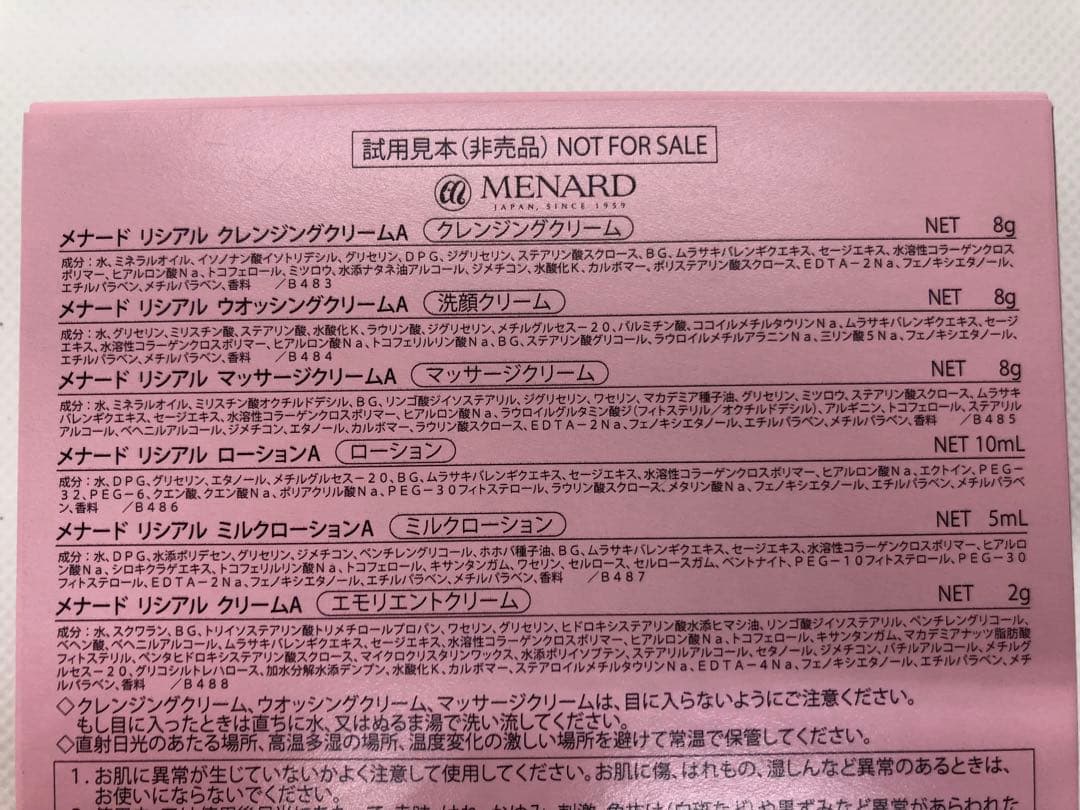 試用見本(非売品) NOT FOR SALE
MENARD
JAPAN, SINCE 1959
メナード リシアル クレンジングクリームA クレンジングクリーム NET 8g
成分：水、ミネラルオイル、イソノナン酸イソトリデシル、グリセリン、DPG、ジグリセリン、ステアリン酸スクロース、BG、ムラサキバレンギクエキス、セージエキス、水溶性コラーゲンクロス
ポリマー、ヒアルロン酸Na、トコフェロール、ミツロウ、水添ナタネ油アルコール、ジメチコン、水酸化K、カルボマー、ポリステアリン酸スクロース、EDTA－2Na、フェノキシエタノール、
エチルパラベン、メチルパラベン、香料 ／B483
メナード リシアル ウオッシングクリームA 洗顔クリーム NET 8g
成分：水、グリセリン、ミリスチン酸、ステアリン酸、水酸化K、ラウリン酸、ジグリセリン、メチルグルセス－20、パルミチン酸、ココイルメチルタウリンNa、ムラサキバレンギクエキス、セージ
エキス、水溶性コラーゲンクロスポリマー、ヒアルロン酸Na、トコフェリルリン酸Na、BG、ステアリン酸グリコール、ラウロイルメチルアラニンNa、三リン酸5Na、フェノキシエタノール、
エチルパラベン、メチルパラベン、香料 ／B484
メナード リシアル マッサージクリームA マッサージクリーム NET 8g
成分：水、ミネラルオイル、ミリスチン酸オクチルドデシル、BG、リンゴ酸ジイソステアリル、ジグリセリン、ワセリン、マカデミア種子油、グリセリン、ミツロウ、ステアリン酸スクロース、ムラサキ
バレンギクエキス、セージエキス、水溶性コラーゲンクロスポリマー、ヒアルロン酸Na、ラウロイルグルタミン酸ジ(フィトステリル／オクチルドデシル)、アルギニン、トコフェロール、ステアリル
アルコール、ベヘニルアルコール、ジメチコン、エタノール、カルボマー、ラウリン酸スクロース、EDTA－2Na、フェノキシエタノール、エチルパラベン、メチルパラベン、香料 ／B485
メナード リシアル ローションA ローション NET 10mL
成分：水、DPG、グリセリン、エタノール、メチルグルセス－20、BG、ムラサキバレンギクエキス、セージエキス、水溶性コラーゲンクロスポリマー、ヒアルロン酸Na、エクトイン、PEG－
32、PEG－6、クエン酸、クエン酸Na、ポリアクリル酸Na、PEG－30フィトステロール、ラウリン酸スクロース、メタリン酸Na、フェノキシエタノール、エチルパラベン、メチルパラベ
ン、香料 ／B486
メナード リシアル ミルクローションA ミルクローション NET 5mL
成分：水、DPG、水添ポリデセン、グリセリン、ジメチコン、ペンチレングリコール、ホホバ種子油、BG、ムラサキバレンギクエキス、セージエキス、水溶性コラーゲンクロスポリマー、ヒアルロ
ン酸Na、シロキクラゲエキス、トコフェリルリン酸Na、トコフェロール、キサンタンガム、ワセリン、セルロース、セルロースガム、ベントナイト、PEG－10フィトステロール、PEG－30
フィトステロール、EDTA－2Na、フェノキシエタノール、エチルパラベン、メチルパラベン、香料 ／B487
メナード リシアル クリームA エモリエントクリーム NET 2g
成分：水、スクワラン、BG、トリイソステアリン酸トリメチロールプロパン、ワセリン、グリセリン、ヒドロキシステアリン酸水添ヒマシ油、リンゴ酸ジイソステアリル、ペンチレングリコール、
ベヘン酸、ベヘニルアルコール、ムラサキバレンギクエキス、セージエキス、水溶性コラーゲンクロスポリマー、ヒアルロン酸Na、トコフェロール、キサンタンガム、マカデミアナッツ脂肪酸
フィトステリル、ペンタヒドロキシステアリン酸スクロース、マイクロクリスタリンワックス、水添ポリイソブテン、ステアリルアルコール、セタノール、ジメチコン、バチルアルコール、メチルグ
ルセス－20、グリコシルトレハロース、加水分解水添デンプン、水酸化K、カルボマー、ステアロイルメチルタウリンNa、EDTA－4Na、フェノキシエタノール、エチルパラベン、メチ
ルパラベン、香料 ／B488
◇クレンジングクリーム、ウオッシングクリーム、マッサージクリームは、目に入らないようにご注意ください。
もし目に入ったときは直ちに水、又はぬるま湯で洗い流してください。
◇直射日光のあたる場所、高温多湿の場所、温度変化の激しい場所を避けて常温で保管してください。
1. お肌に異常が生じていないかよく注意して使用してください。お肌に傷、はれもの、湿しんなど異常のあるときは、
お使いにならないでください。